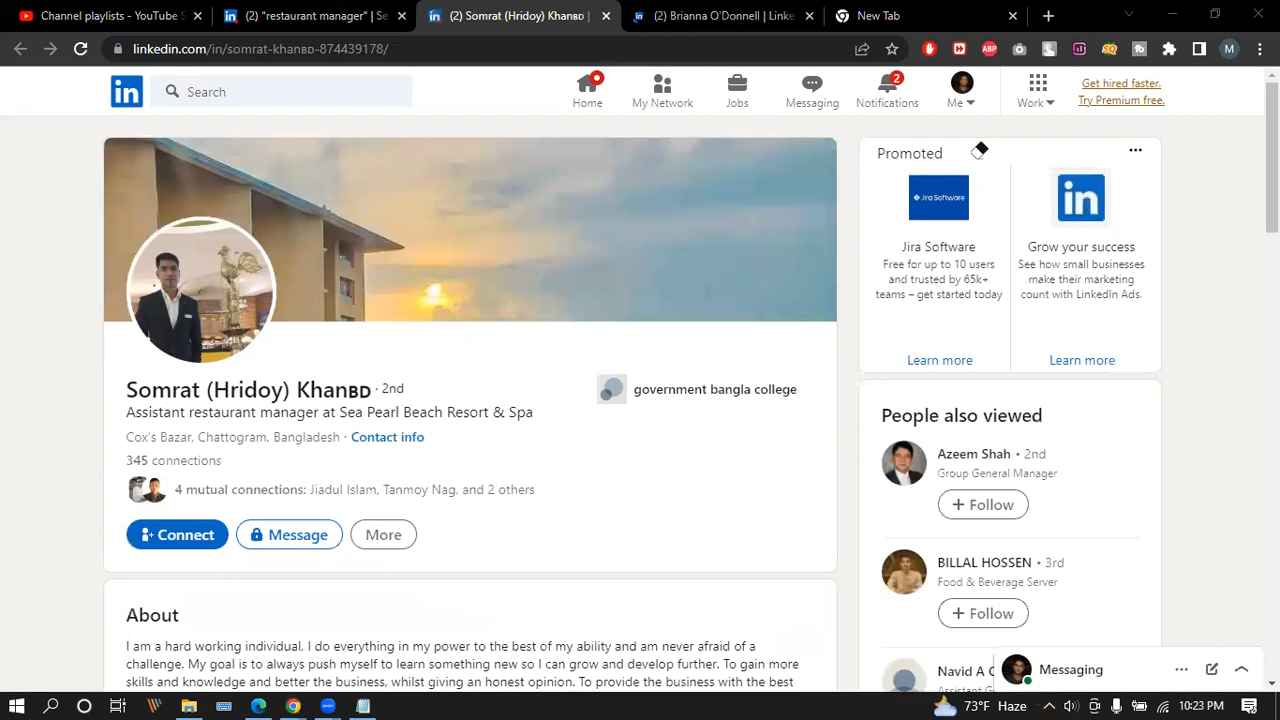 Channel playlists - YouTube S
(2) "restaurant manager" | Se
(2) Somrat (Hridoy) Khanʙᴅ |
(2) Brianna O'Donnell | Linke
New Tab
linkedin.com/in/somrat-khanʙᴅ-874439178/
ABP
M
in
Search
Home
My Network
Jobs
Messaging
2
Notifications
Me
Work
Get hired faster.
Try Premium free.
Promoted
Jira Software
in
Jira Software
Free for up to 10 users
and trusted by 65k+
teams – get started today
Learn more
Grow your success
See how small businesses
make their marketing
count with LinkedIn Ads.
Learn more
Somrat (Hridoy) Khanʙᴅ · 2nd
Assistant restaurant manager at Sea Pearl Beach Resort & Spa
Cox's Bazar, Chattogram, Bangladesh · Contact info
345 connections
4 mutual connections: Jiadul Islam, Tanmoy Nag, and 2 others
Connect
Message
More
government bangla college
People also viewed
Azeem Shah • 2nd
Group General Manager
+ Follow
BILLAL HOSSEN • 3rd
Food & Beverage Server
+ Follow
Navid A
Messaging
About
I am a hard working individual, I do everything in my power to the best of my ability and am never afraid of a
challenge. My goal is to always push myself to learn something new so I can grow and develop further. To gain more
skills and knowledge and better the business, whilst giving an honest opinion. To provide the business with the best
73°F Haze
10:23 PM